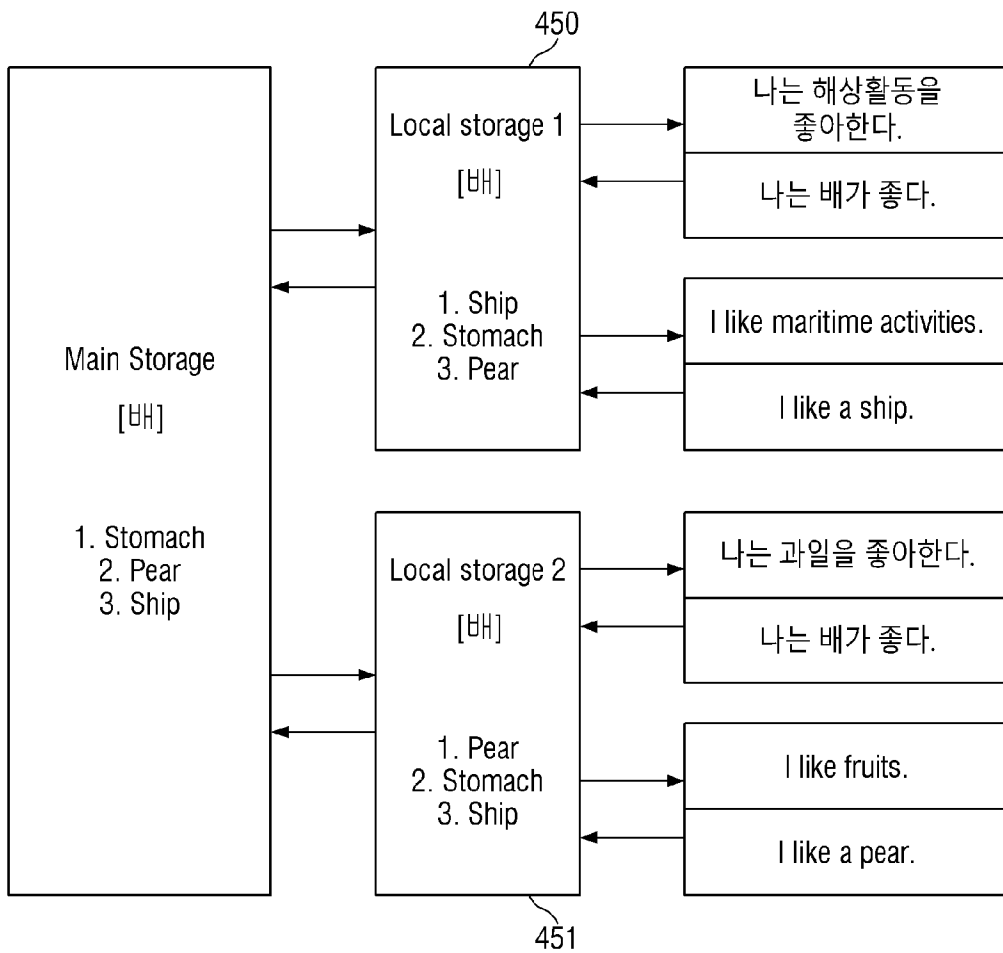 450
Main Storage
[배]
1. Stomach
2. Pear
3. Ship
Local storage 1
[배]
1. Ship
2. Stomach
3. Pear
나는 해상활동을
좋아한다.
나는 배가 좋다.
I like maritime activities.
I like a ship.
Local storage 2
[배]
1. Pear
2. Stomach
3. Ship
나는 과일을 좋아한다.
나는 배가 좋다.
I like fruits.
I like a pear.
451